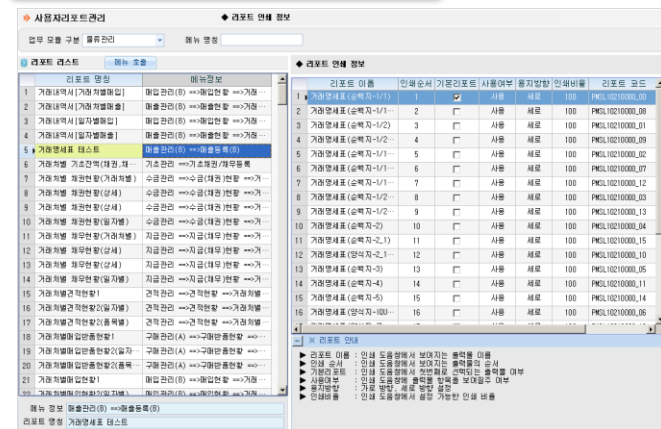 사용자리포트관리
◆ 리포트 인쇄 정보
업무 모듈 구분 물류관리 메뉴 명칭
리포트 리스트 메뉴 호출
리포트 명칭 메뉴정보
1 거래내역서[거래처별매입] 매입관리(B) ==>매입현황 ==>거래…
2 거래내역서[거래처별매출] 매출관리(B) ==>매출현황 ==>거래…
3 거래내역서[일자별매입] 매입관리(B) ==>매입현황 ==>거래…
4 거래내역서[일자별매출] 매출관리(B) ==>매출현황 ==>거래…
5 거래명세표 테스트 매출관리(B) ==>매출등록(B)
6 거래처별 기초잔액(채권,채… 기초관리 ==>기초채권/채무등록
7 거래처별 채권현황(거래처별) 수금관리 ==>수금(채권)현황 ==>거…
8 거래처별 채권현황(상세) 수금관리 ==>수금(채권)현황 ==>거…
9 거래처별 채권현황(상세) 수금관리 ==>수금(채권)현황 ==>거…
10 거래처별 채권현황(일자별) 수금관리 ==>수금(채권)현황 ==>거…
11 거래처별 채무현황(거래처별) 지급관리 ==>지급(채무)현황 ==>거…
12 거래처별 채무현황(상세) 지급관리 ==>지급(채무)현황 ==>거…
13 거래처별 채무현황(상세) 지급관리 ==>지급(채무)현황 ==>거…
14 거래처별 채무현황(일자별) 지급관리 ==>지급(채무)현황 ==>거…
15 거래처별견적현황1 견적관리 ==>견적현황 ==>거래처별…
16 거래처별견적현황2(일자별) 견적관리 ==>견적현황 ==>거래처별…
17 거래처별견적현황2(품목별) 견적관리 ==>견적현황 ==>거래처별…
18 거래처별매입반품현황1 구매관리(A) ==>구매반품현황 ==>…
19 거래처별매입반품현황2(일자… 구매관리(A) ==>구매반품현황 ==>…
20 거래처별매입반품현황2(품목… 구매관리(A) ==>구매반품현황 ==>…
21 거래처별매입현황1 매입관리(B) ==>매입현황 ==>거래…
22 거래처별매입현황2(일자별) 매입관리(B) ==>매입현황 ==>거래…
메뉴 정보 매출관리(B) ==>매출등록(B)
리포트 명칭 거래명세표 테스트
◆ 리포트 인쇄 정보
리포트 이름 인쇄순서 기본리포트 사용여부 용지방향 인쇄비율 리포트 코드
1 거래명세표(순백지-1/1) 1 사용 세로 100 PMSL10210000_00
2 거래명세표(순백지-1/1… 2 사용 세로 100 PMSL10210000_08
3 거래명세표(순백지-1/2) 3 사용 세로 100 PMSL10210000_01
4 거래명세표(순백지-1/2… 4 사용 세로 100 PMSL10210000_09
5 거래명세표(순백지-1/1… 5 사용 세로 100 PMSL10210000_02
6 거래명세표(순백지-1/1… 6 사용 세로 100 PMSL10210000_07
7 거래명세표(순백지-1/1… 7 사용 세로 100 PMSL10210000_12
8 거래명세표(순백지-1/2… 8 사용 세로 100 PMSL10210000_03
9 거래명세표(순백지-1/2… 9 사용 세로 100 PMSL10210000_13
10 거래명세표(순백지-2) 10 사용 세로 100 PMSL10210000_04
11 거래명세표(순백지-2_1) 11 사용 세로 100 PMSL10210000_15
12 거래명세표(양식지-2_1… 12 사용 세로 100 PMSL10210000_10
13 거래명세표(순백지-3) 13 사용 세로 100 PMSL10210000_05
14 거래명세표(순백지-4) 14 사용 세로 100 PMSL10210000_11
15 거래명세표(순백지-5) 15 사용 세로 100 PMSL10210000_14
16 거래명세표(양식지-10U… 16 사용 세로 100 PMSL10210000_06
리포트 안내
▶ 리포트 이름 : 인쇄 도움창에서 보여지는 출력물 이름
▶ 인쇄 순서 : 인쇄 도움창에서 보여지는 출력물의 순서
▶ 기본리포트 : 인쇄 도움창에서 첫번째로 선택되는 출력물 여부
▶ 사용여부 : 인쇄 도움창에 출력물 항목을 보여줄주 여부
▶ 용지방향 : 가로 방향, 세로 방향 설정
▶ 인쇄비율 : 인쇄 도움창에서 설정 가능한 인쇄 비율